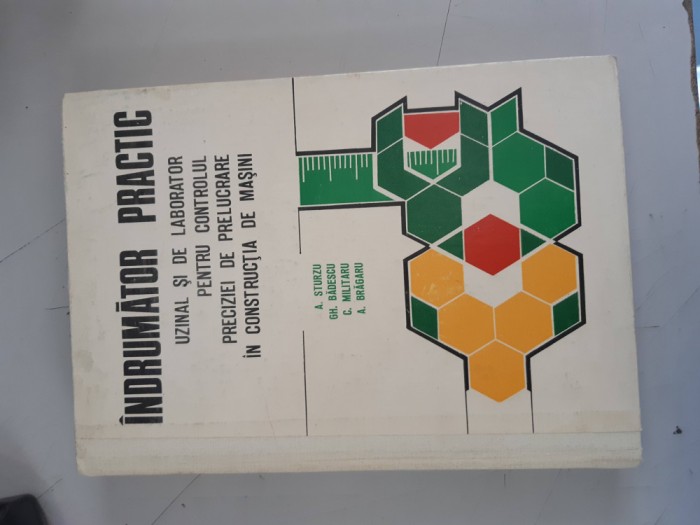 ÎNDRUMĂTOR PRACTIC
UZINAL ȘI DE LABORATOR
PENTRU CONTROLUL
PRECIZIEI DE PRELUCRARE
ÎN CONSTRUCȚIA DE MAȘINI
A. STURZU
GH. BĂDESCU
C. MILITARU
A. BRĂGARU